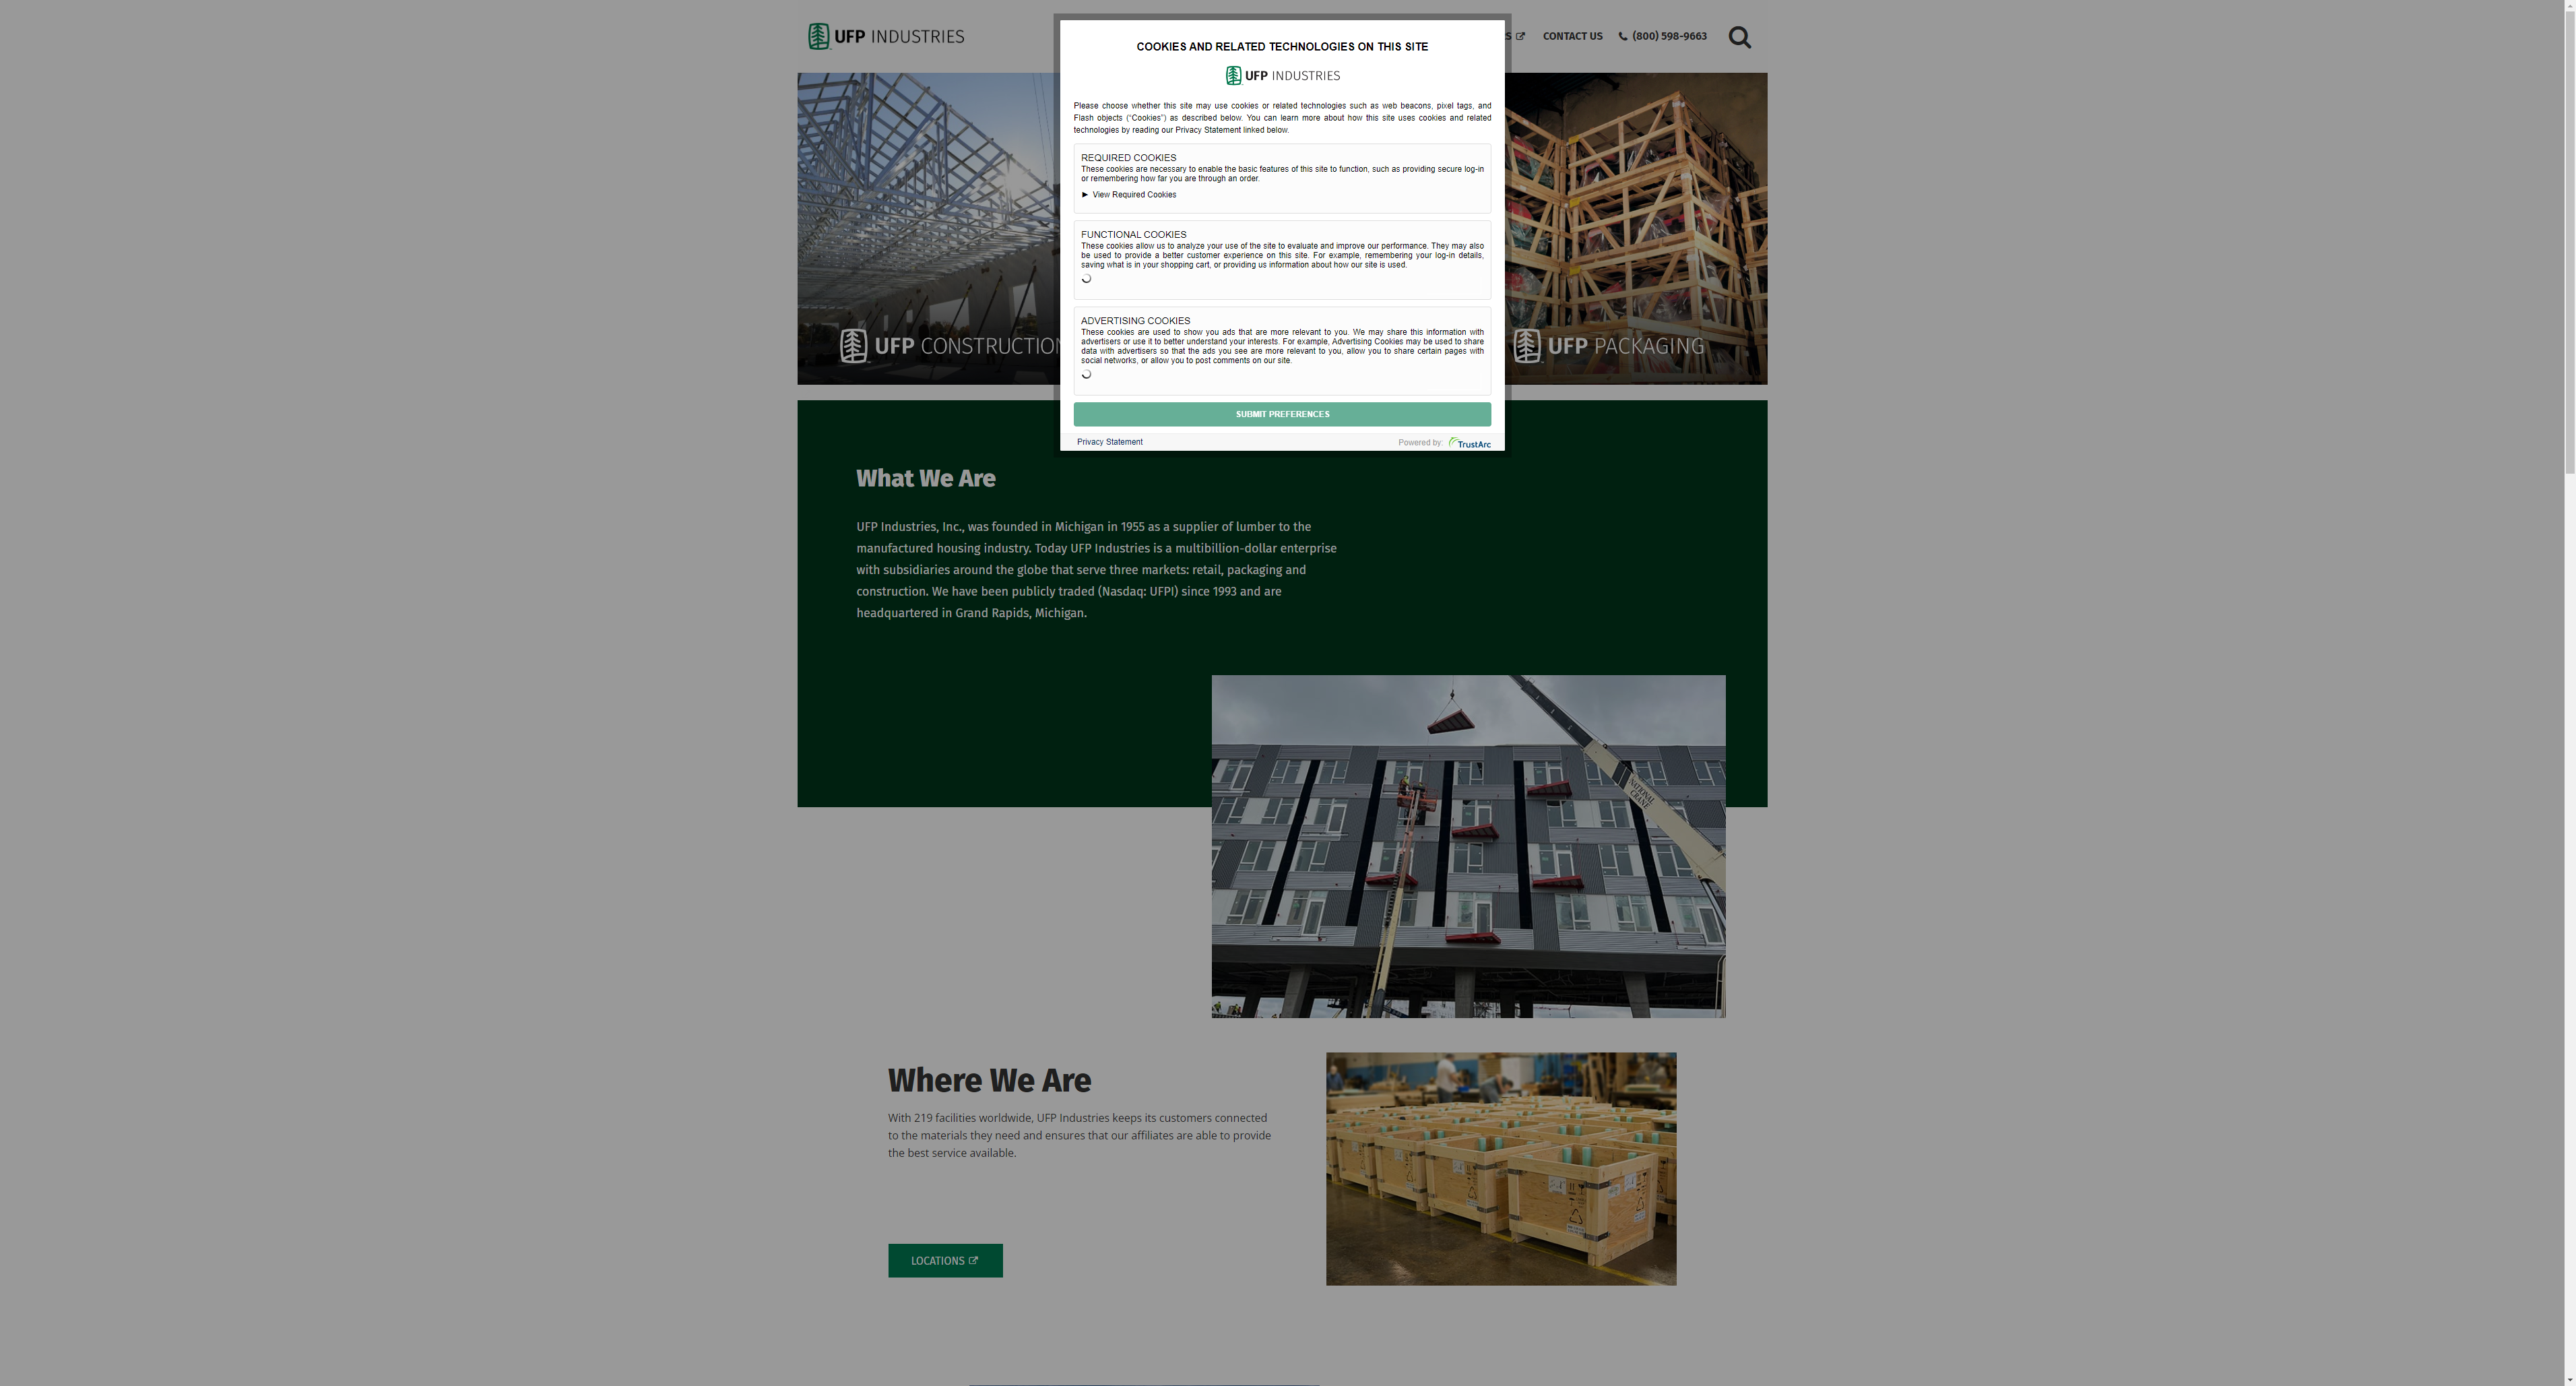 UFP INDUSTRIES
CONTACT US
(800) 598-9663
COOKIES AND RELATED TECHNOLOGIES ON THIS SITE
UFP INDUSTRIES
Please choose whether this site may use cookies or related technologies such as web beacons, pixel tags, and
Flash objects (“Cookies”) as described below. You can learn more about how this site uses cookies and related
technologies by reading our Privacy Statement linked below.
REQUIRED COOKIES
These cookies are necessary to enable the basic features of this site to function, such as providing secure log-in
or remembering how far you are through an order.
View Required Cookies
FUNCTIONAL COOKIES
These cookies allow us to analyze your use of the site to evaluate and improve our performance. They may also
be used to provide a better customer experience on this site. For example, remembering your log-in details,
saving what is in your shopping cart, or providing us information about how our site is used.
ADVERTISING COOKIES
These cookies are used to show you ads that are more relevant to you. We may share this information with
advertisers or use it to better understand your interests. For example, Advertising Cookies may be used to share
data with advertisers so that the ads you see are more relevant to you, allow you to share certain pages with
social networks, or allow you to post comments on our site.
SUBMIT PREFERENCES
Privacy Statement
Powered by: TrustArc
UFP CONSTRUCTION
UFP PACKAGING
What We Are
UFP Industries, Inc., was founded in Michigan in 1955 as a supplier of lumber to the
manufactured housing industry. Today UFP Industries is a multibillion-dollar enterprise
with subsidiaries around the globe that serve three markets: retail, packaging and
construction. We have been publicly traded (Nasdaq: UFPI) since 1993 and are
headquartered in Grand Rapids, Michigan.
NATIONAL
CRANE
Where We Are
With 219 facilities worldwide, UFP Industries keeps its customers connected
to the materials they need and ensures that our affiliates are able to provide
the best service available.
LOCATIONS